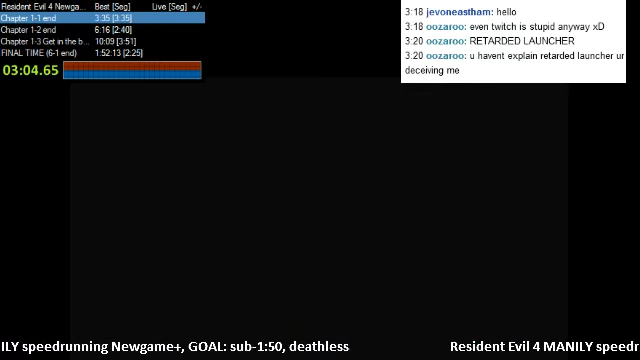 Resident Evil 4 Newga... Best [Seg] Live [Seg] +/-
Chapter 1-1 end 3:35 [3:35]
Chapter 1-2 end 6:16 [2:40]
Chapter 1-3 Get in the b... 10:09 [3:51]
FINAL TIME (6-1 end) 1:52:13 [2:25]
03:04.65
3:18 jevoneastham: hello
3:18 oozaroo: even twitch is stupid anyway xD
3:20 oozaroo: RETARDED LAUNCHER
3:20 oozaroo: u havent explain retarded launcher ur
deceiving me
ILY speedrunning Newgame+, GOAL: sub-1:50, deathless Resident Evil 4 MANILY speedr